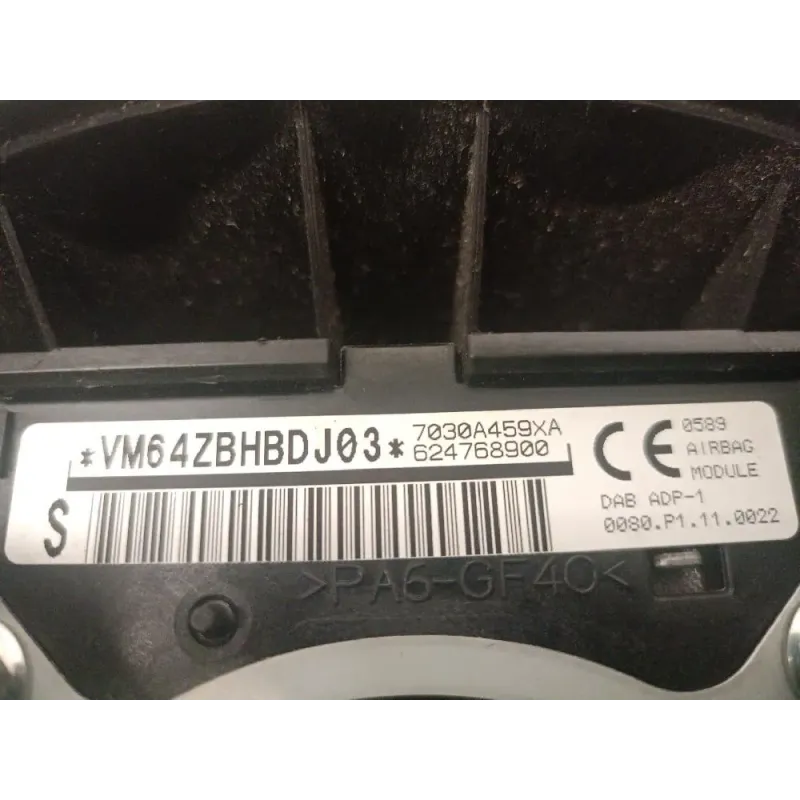 *VM64ZBHBDJ03*
7030A459XA
624768900
CE 0589
AIRBAG
MODULE
DAB ADP-1
0080.P1.11.0022
S
>PA6-GF40<